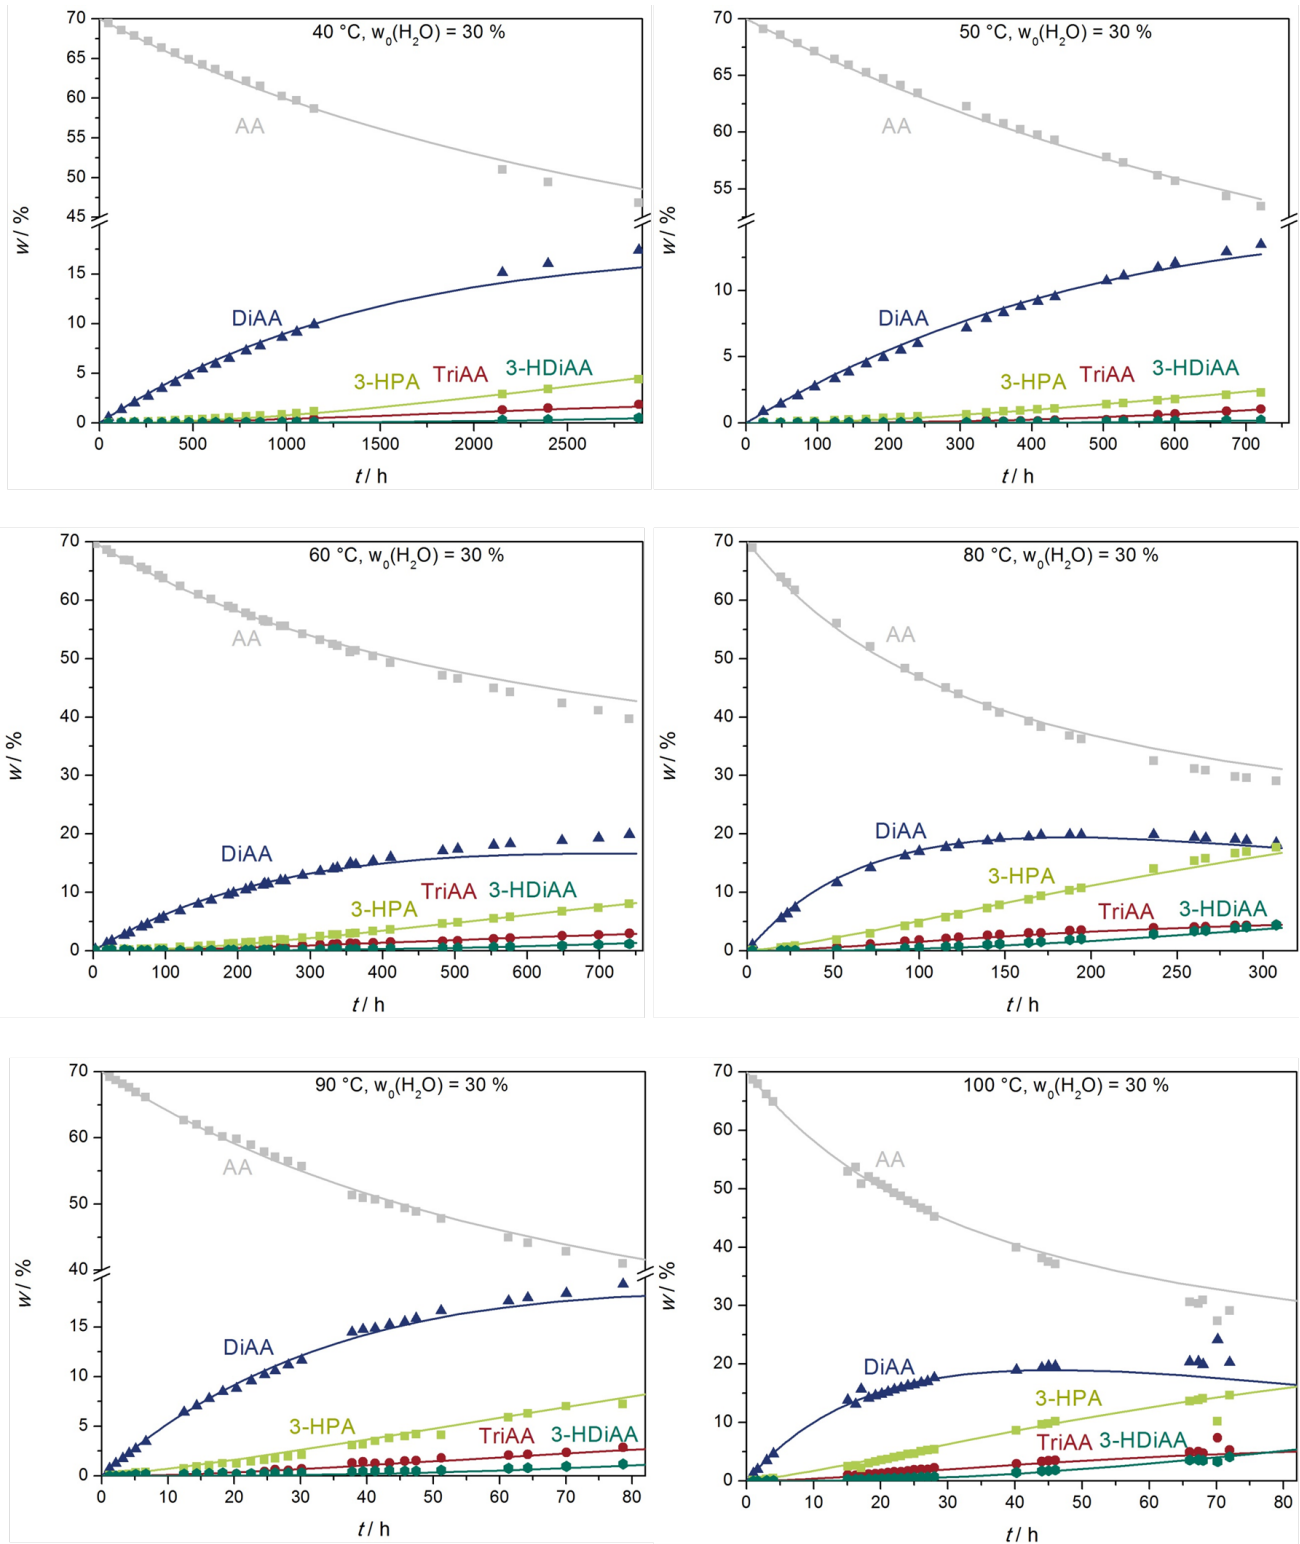 40 °C, w0(H2O) = 30 %
70
65
60
55
50
45
15
10
5
0
w / %
AA
DiAA
3-HPA
TriAA
3-HDiAA
0 500 1000 1500 2000 2500
t / h
50 °C, w0(H2O) = 30 %
70
65
60
55
10
5
0
w / %
AA
DiAA
3-HPA
TriAA
3-HDiAA
0 100 200 300 400 500 600 700
t / h
60 °C, w0(H2O) = 30 %
70
60
50
40
30
20
10
0
w / %
AA
DiAA
3-HPA
TriAA
3-HDiAA
0 100 200 300 400 500 600 700
t / h
80 °C, w0(H2O) = 30 %
70
60
50
40
30
20
10
0
w / %
AA
DiAA
3-HPA
TriAA
3-HDiAA
0 50 100 150 200 250 300
t / h
90 °C, w0(H2O) = 30 %
70
60
50
40
15
10
5
0
w / %
AA
DiAA
3-HPA
TriAA
3-HDiAA
0 10 20 30 40 50 60 70 80
t / h
100 °C, w0(H2O) = 30 %
70
60
50
40
30
20
10
0
w / %
AA
DiAA
3-HPA
TriAA
3-HDiAA
0 10 20 30 40 50 60 70 80
t / h